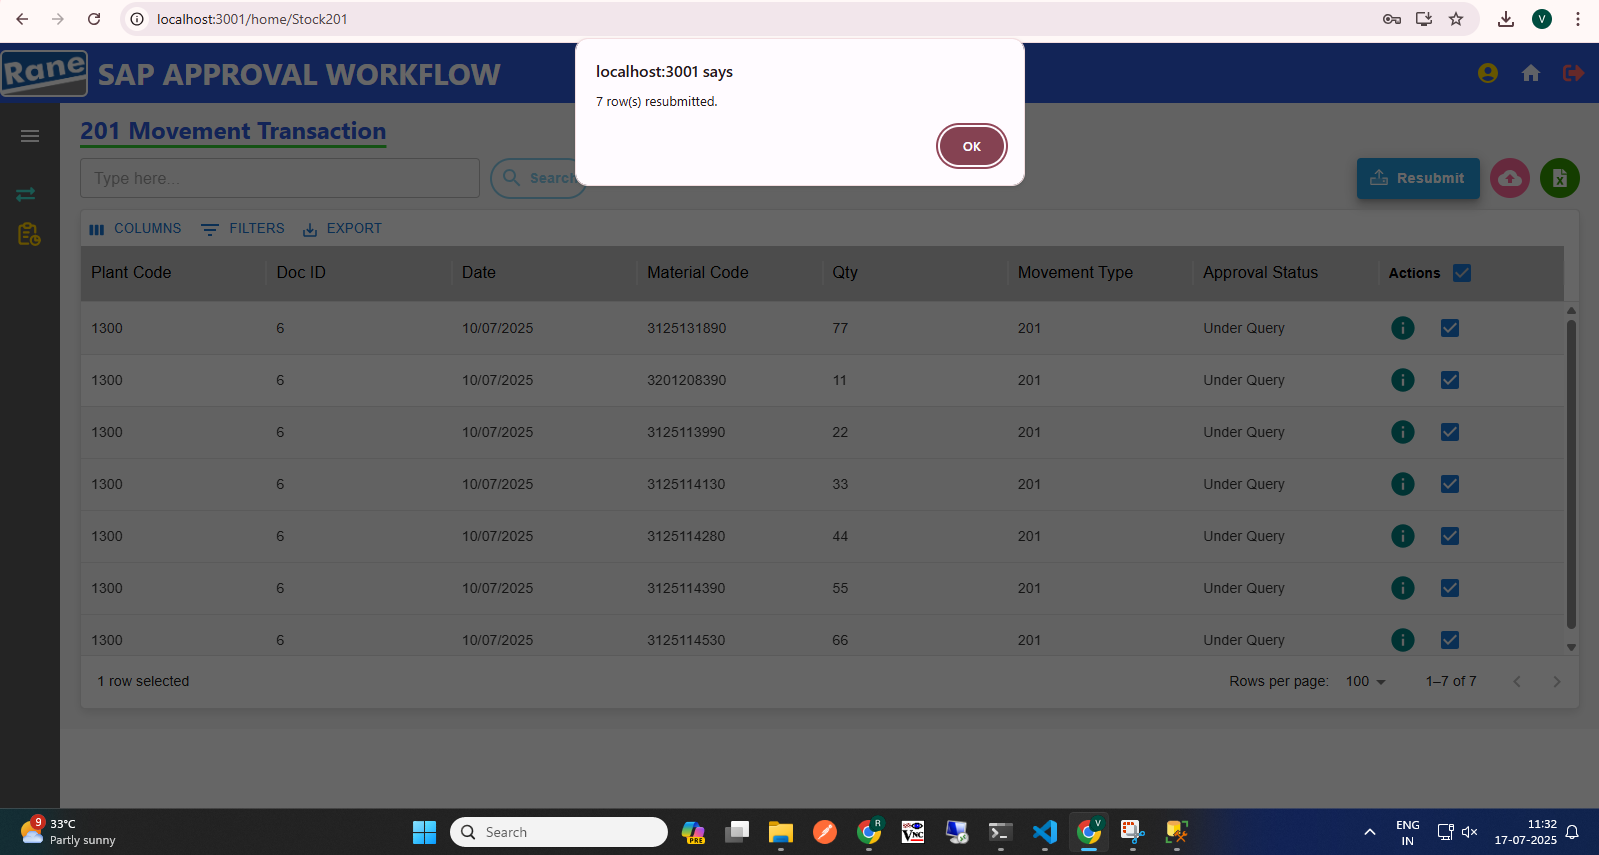 localhost:3001/home/Stock201
V
Rane
SAP APPROVAL WORKFLOW
localhost:3001 says
7 row(s) resubmitted.
OK
201 Movement Transaction
Type here...
Search
Resubmit
COLUMNS FILTERS EXPORT
Plant Code Doc ID Date Material Code Qty Movement Type Approval Status Actions
1300 6 10/07/2025 3125131890 77 201 Under Query
1300 6 10/07/2025 3201208390 11 201 Under Query
1300 6 10/07/2025 3125113990 22 201 Under Query
1300 6 10/07/2025 3125114130 33 201 Under Query
1300 6 10/07/2025 3125114280 44 201 Under Query
1300 6 10/07/2025 3125114390 55 201 Under Query
1300 6 10/07/2025 3125114530 66 201 Under Query
1 row selected
Rows per page: 100 1–7 of 7
9
33°C
Partly sunny
Search
PRE
R
VNC
V
ENG
IN
11:32
17-07-2025